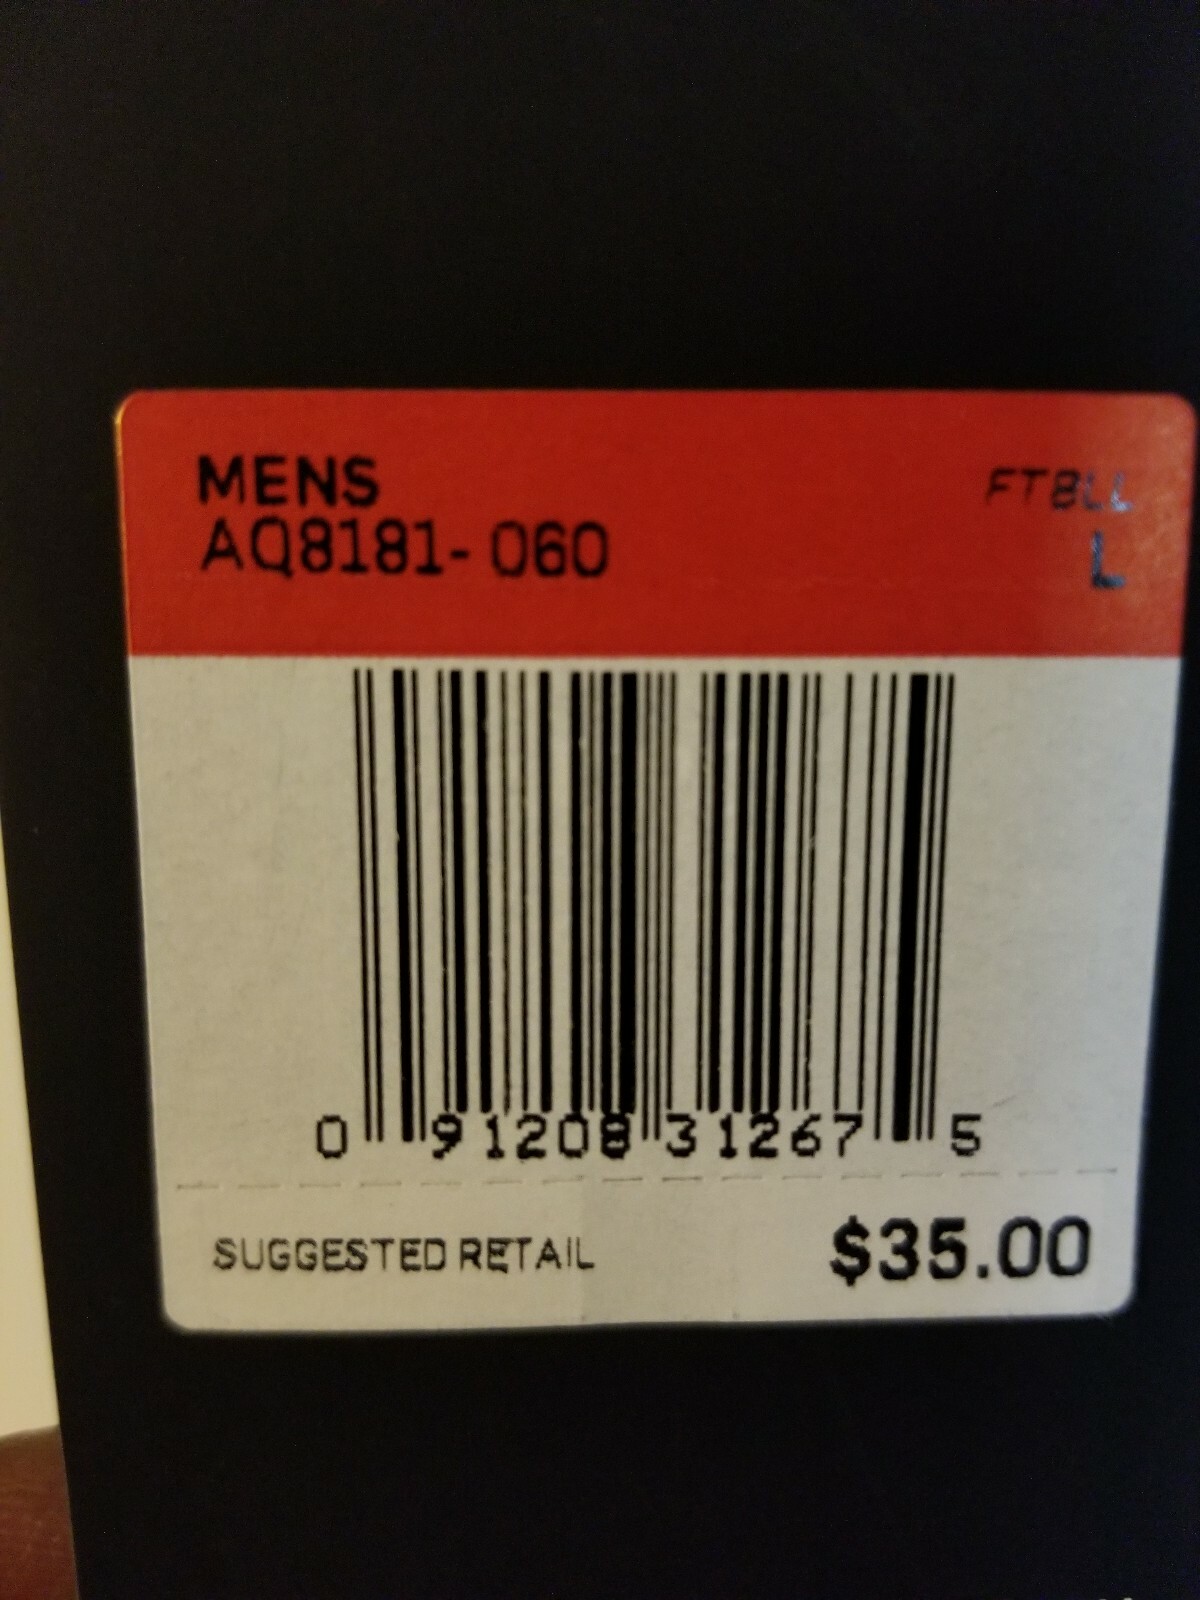 MENS
FTBLL
AQ8181-060
L
0 91208 31267 5
SUGGESTED RETAIL
$35.00